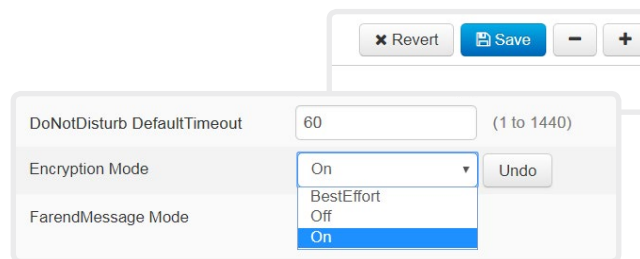 ✖ Revert Save − +
DoNotDisturb DefaultTimeout 60 (1 to 1440)
Encryption Mode On ▾ Undo
BestEffort
Off
FarendMessage Mode
On